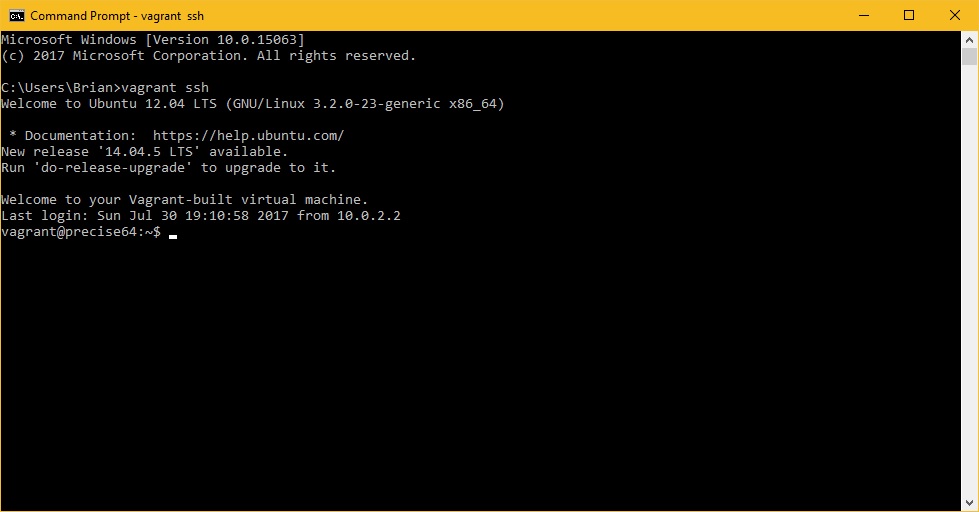 Command Prompt - vagrant ssh
Microsoft Windows [Version 10.0.15063]
(c) 2017 Microsoft Corporation. All rights reserved.
C:\Users\Brian>vagrant ssh
Welcome to Ubuntu 12.04 LTS (GNU/Linux 3.2.0-23-generic x86_64)
* Documentation:  https://help.ubuntu.com/
New release '14.04.5 LTS' available.
Run 'do-release-upgrade' to upgrade to it.
Welcome to your Vagrant-built virtual machine.
Last login: Sun Jul 30 19:10:58 2017 from 10.0.2.2
vagrant@precise64:~$